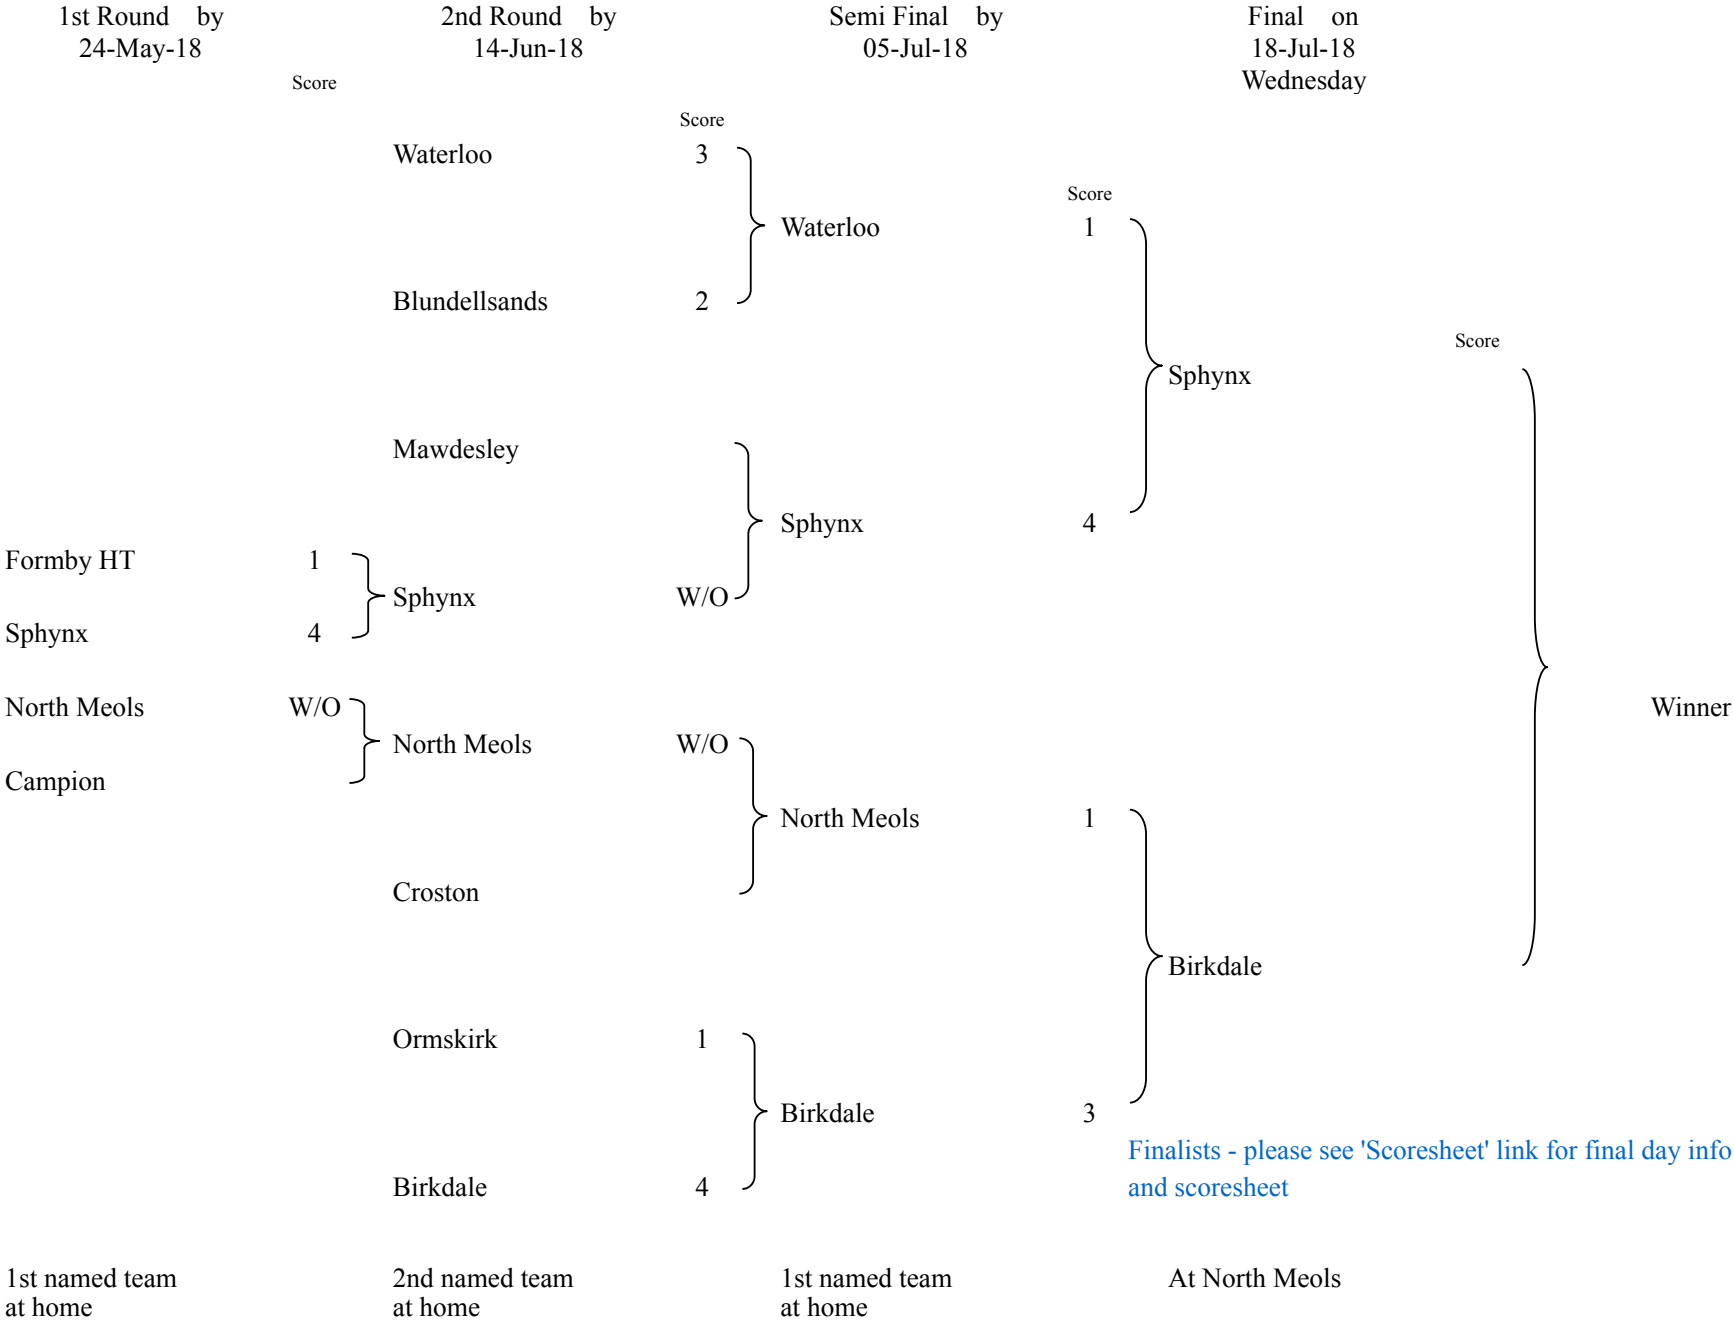 1st Round by 2nd Round by Semi Final by Final on
24-May-18 14-Jun-18 05-Jul-18 18-Jul-18
Score Wednesday
Score
Waterloo 3
Score
Waterloo 1
Blundellsands 2
Score
Sphynx
Mawdesley
Sphynx 4
Formby HT 1
Sphynx W/O
Sphynx 4
North Meols W/O Winner
North Meols W/O
Campion
North Meols 1
Croston
Birkdale
Ormskirk 1
Birkdale 3
Finalists - please see 'Scoresheet' link for final day info
Birkdale 4 and scoresheet
1st named team 2nd named team 1st named team At North Meols
at home at home at home